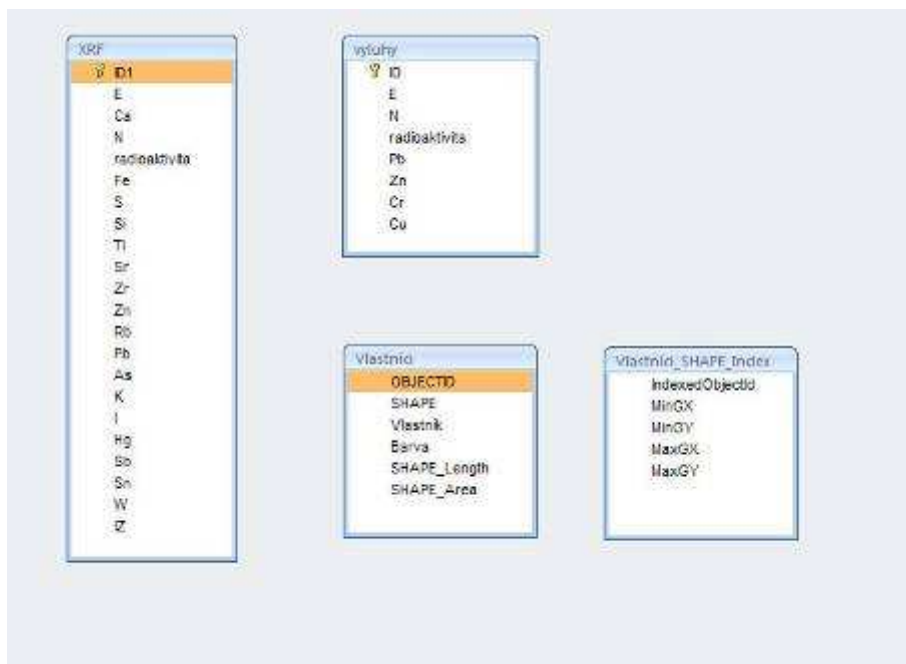 XRF
ID1
E
Ca
N
radioaktivita
Fe
S
Si
Ti
Sr
Zr
Zn
Rb
Pb
As
K
I
Hg
Sb
Sn
W
IZ
vyluhy
ID
E
N
radioaktivita
Pb
Zn
Cr
Cu
Vlastnici
OBJECTID
SHAPE
Vlastnik
Barva
SHAPE_Length
SHAPE_Area
Vlastnici_SHAPE_Index
IndexedObjectId
MinGX
MinGY
MaxGX
MaxGY